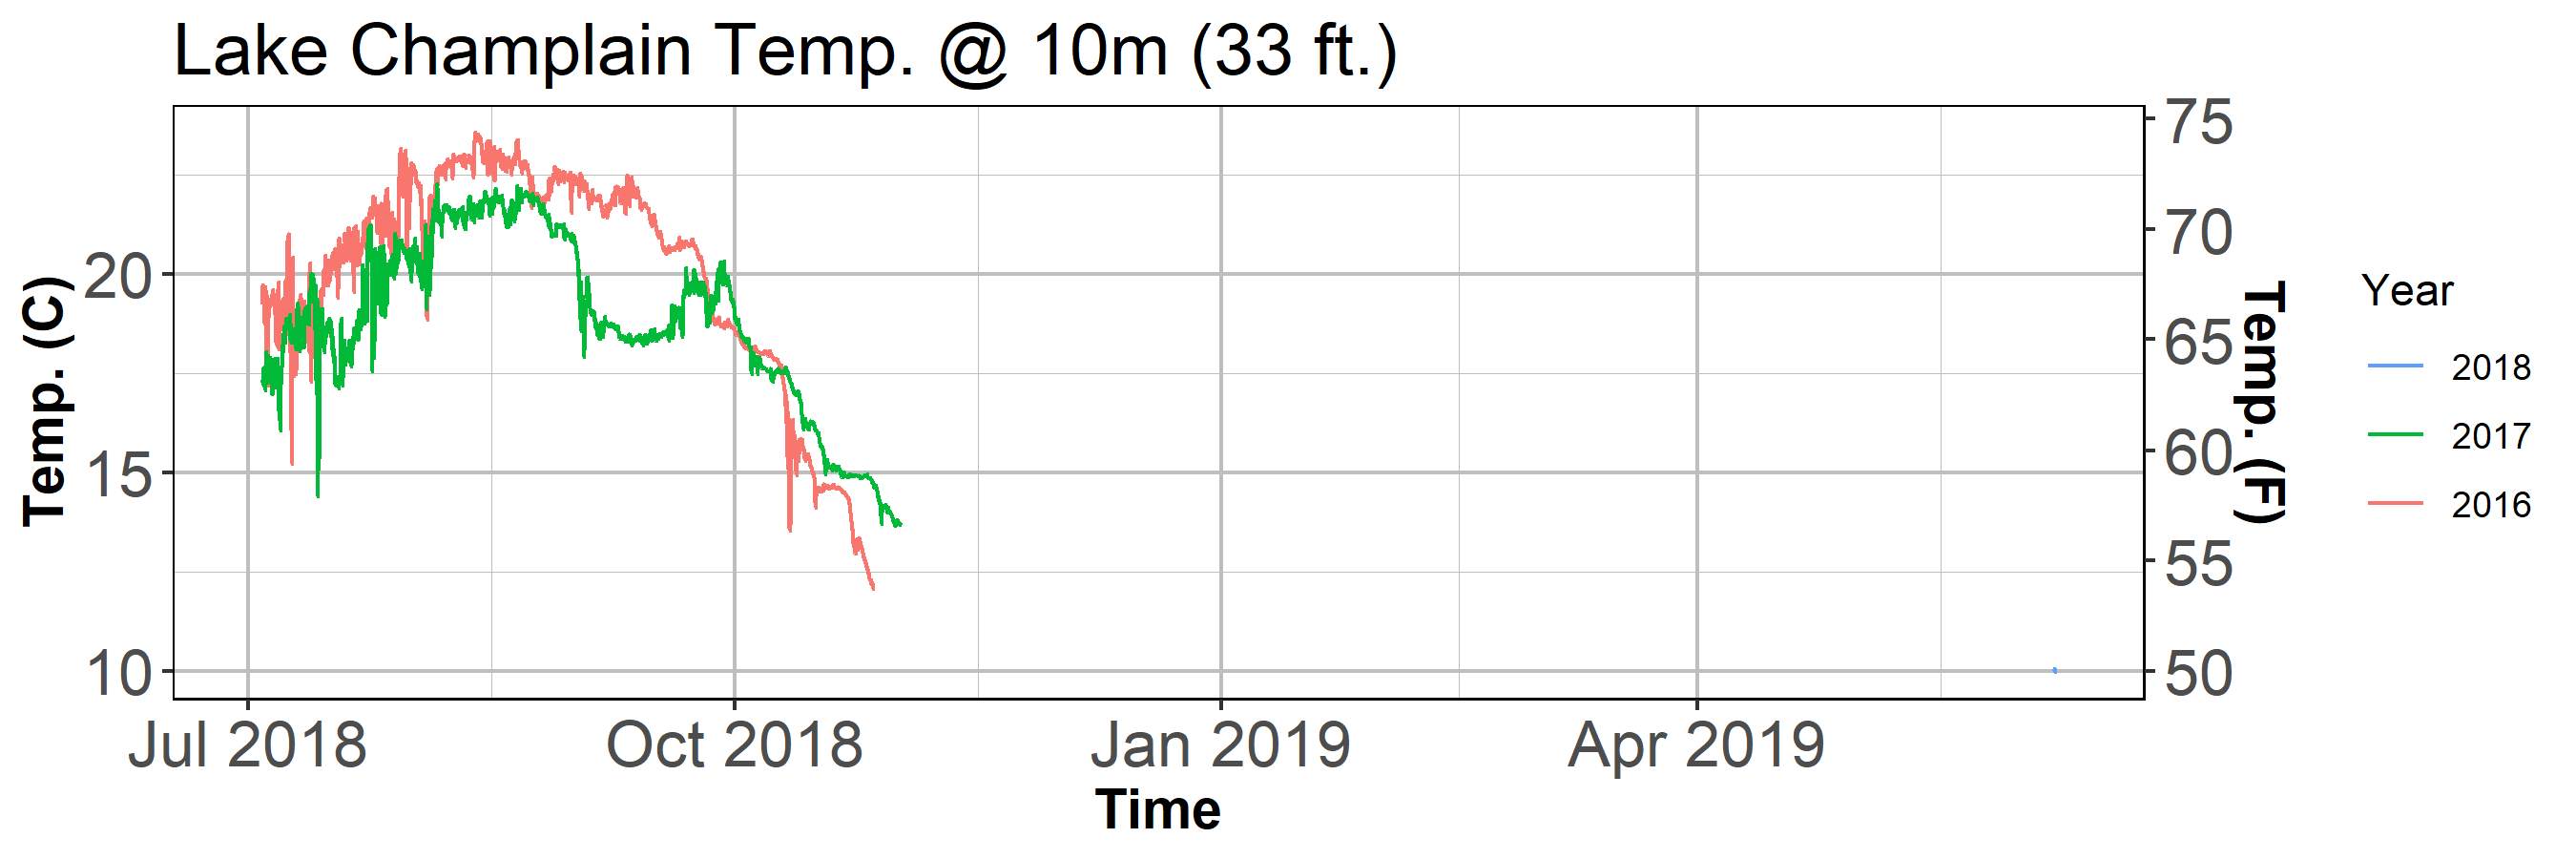 Lake Champlain Temp. @ 10m (33 ft.)
Temp. (C)
20
15
10
75
70
65
60
55
50
Temp. (F)
Jul 2018
Oct 2018
Jan 2019
Apr 2019
Time
Year
2018
2017
2016